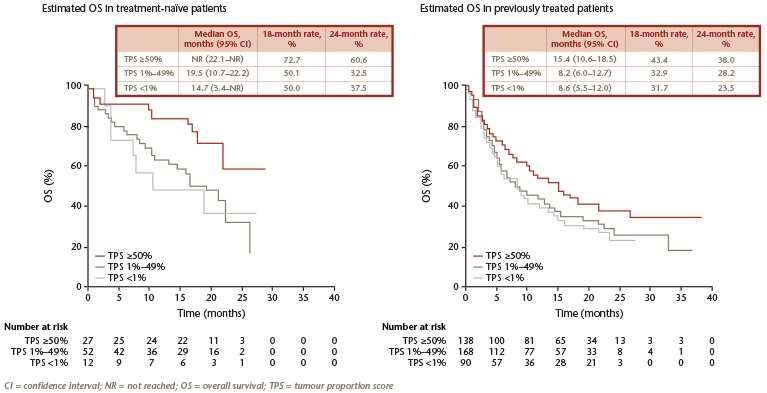 Estimated OS in treatment-naïve patients
Median OS, months (95% CI) 18-month rate, % 24-month rate, %
TPS ≥50% NR (22.1–NR) 72.7 60.6
TPS 1%–49% 19.5 (10.7–22.2) 50.1 32.5
TPS <1% 14.7 (3.4–NR) 50.0 37.5
100
80
60
40
20
0
OS (%)
TPS ≥50%
TPS 1%–49%
TPS <1%
0 5 10 15 20 25 30 35 40
Time (months)
Number at risk
TPS ≥50% 27 25 24 22 11 3 0 0 0
TPS 1%–49% 52 42 36 29 16 2 0 0 0
TPS <1% 12 9 7 6 3 1 0 0 0
Estimated OS in previously treated patients
Median OS, months (95% CI) 18-month rate, % 24-month rate, %
TPS ≥50% 15.4 (10.6–18.5) 43.4 38.0
TPS 1%–49% 8.2 (6.0–12.7) 32.9 28.2
TPS <1% 8.6 (5.5–12.0) 31.7 23.5
100
80
60
40
20
0
OS (%)
TPS ≥50%
TPS 1%–49%
TPS <1%
0 5 10 15 20 25 30 35 40
Time (months)
Number at risk
TPS ≥50% 138 100 81 65 34 13 3 3 0
TPS 1%–49% 168 112 77 57 33 8 4 1 0
TPS <1% 90 57 36 28 21 3 0 0 0
CI = confidence interval; NR = not reached; OS = overall survival; TPS = tumour proportion score